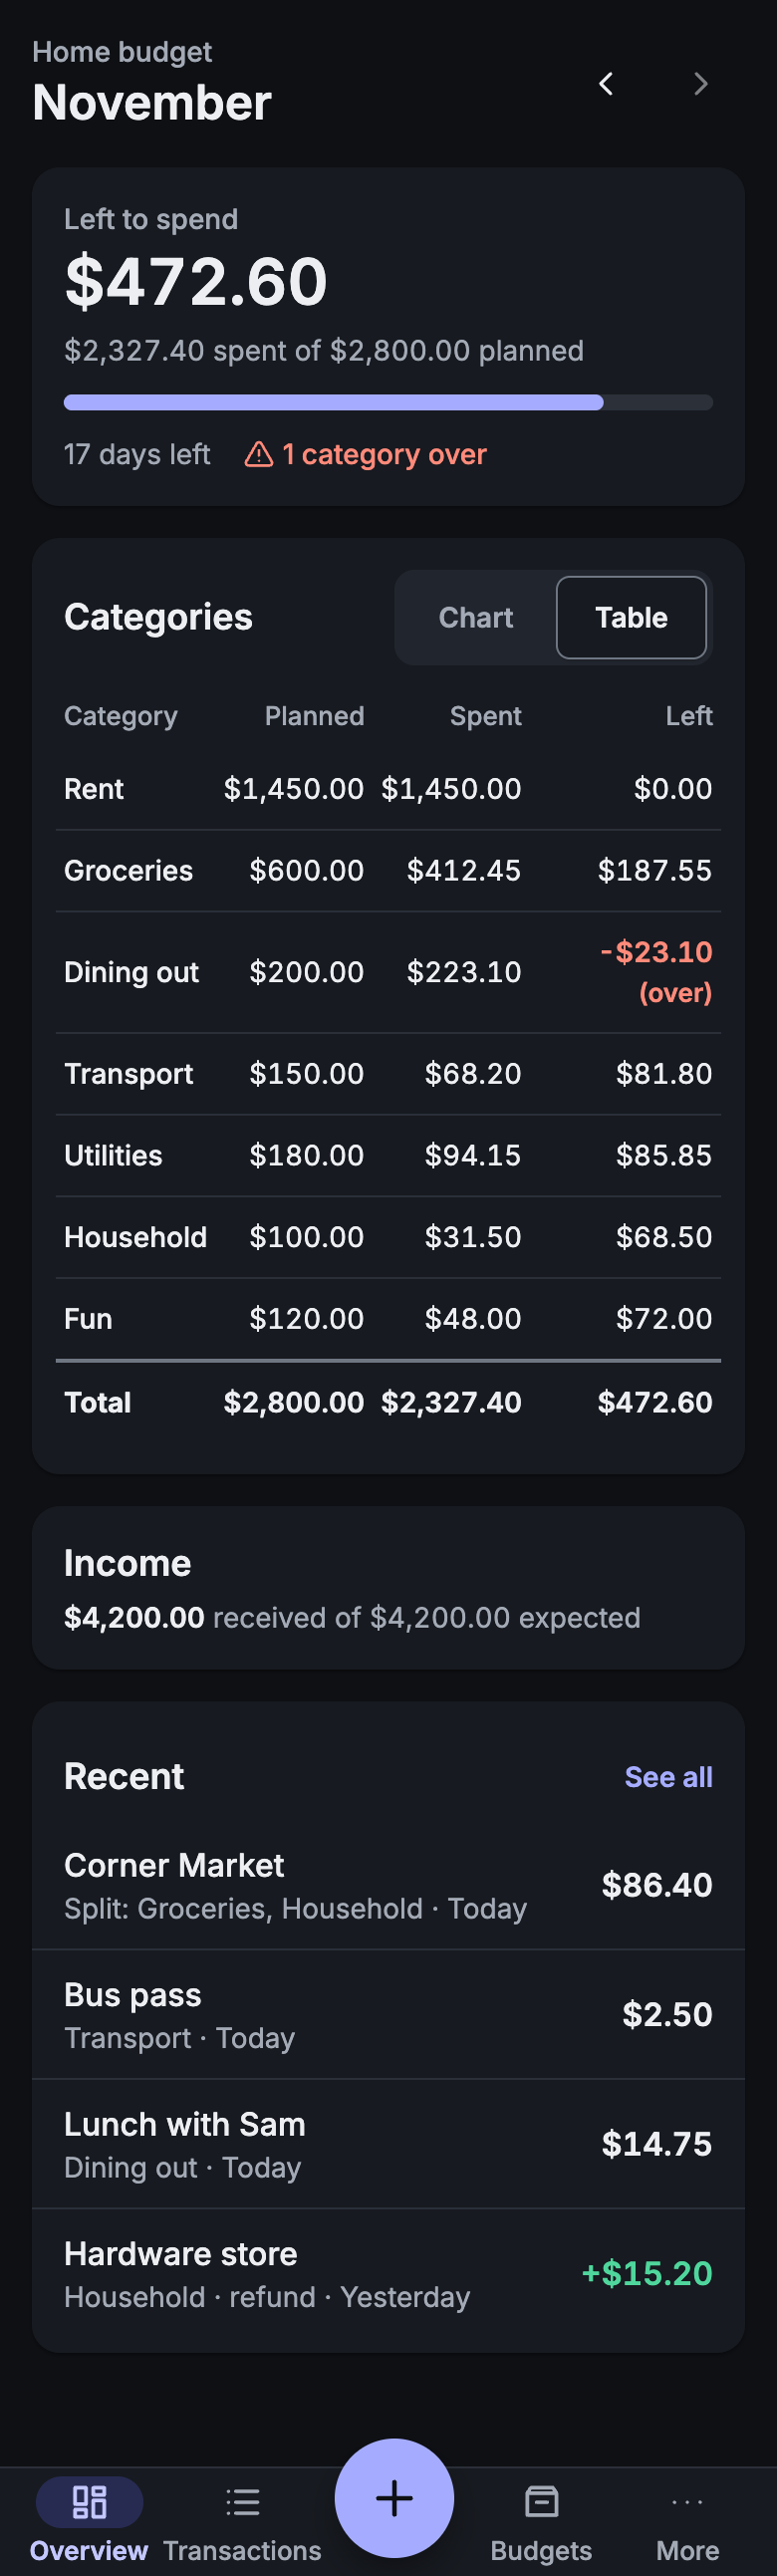 Home budget
November
Left to spend
$472.60
$2,327.40 spent of $2,800.00 planned
17 days left 1 category over
Categories Chart Table
Category Planned Spent Left
Rent $1,450.00 $1,450.00 $0.00
Groceries $600.00 $412.45 $187.55
Dining out $200.00 $223.10 -$23.10
(over)
Transport $150.00 $68.20 $81.80
Utilities $180.00 $94.15 $85.85
Household $100.00 $31.50 $68.50
Fun $120.00 $48.00 $72.00
Total $2,800.00 $2,327.40 $472.60
Income
$4,200.00 received of $4,200.00 expected
Recent See all
Corner Market $86.40
Split: Groceries, Household · Today
Bus pass $2.50
Transport · Today
Lunch with Sam $14.75
Dining out · Today
Hardware store +$15.20
Household · refund · Yesterday
Overview Transactions Budgets More